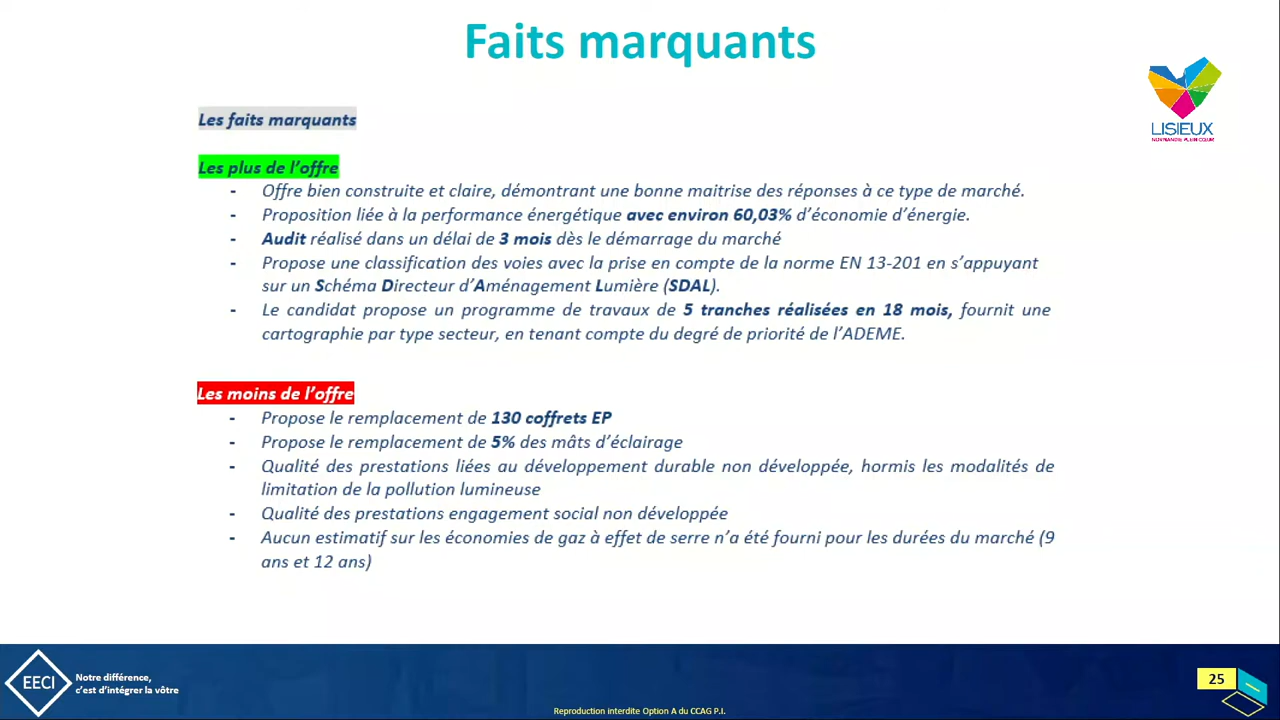 Faits marquants
LISIEUX
NORMANDIE PLEIN CŒUR
Les faits marquants
Les plus de l'offre
- Offre bien construite et claire, démontrant une bonne maitrise des réponses à ce type de marché.
- Proposition liée à la performance énergétique avec environ 60,03% d'économie d'énergie.
- Audit réalisé dans un délai de 3 mois dès le démarrage du marché
- Propose une classification des voies avec la prise en compte de la norme EN 13-201 en s'appuyant
sur un Schéma Directeur d'Aménagement Lumière (SDAL).
- Le candidat propose un programme de travaux de 5 tranches réalisées en 18 mois, fournit une
cartographie par type secteur, en tenant compte du degré de priorité de l'ADEME.
Les moins de l'offre
- Propose le remplacement de 130 coffrets EP
- Propose le remplacement de 5% des mâts d'éclairage
- Qualité des prestations liées au développement durable non développée, hormis les modalités de
limitation de la pollution lumineuse
- Qualité des prestations engagement social non développée
- Aucun estimatif sur les économies de gaz à effet de serre n'a été fourni pour les durées du marché (9
ans et 12 ans)
EECI
Notre différence,
c'est d'intégrer la vôtre
25
Reproduction interdite Option A du CCAG P.I.